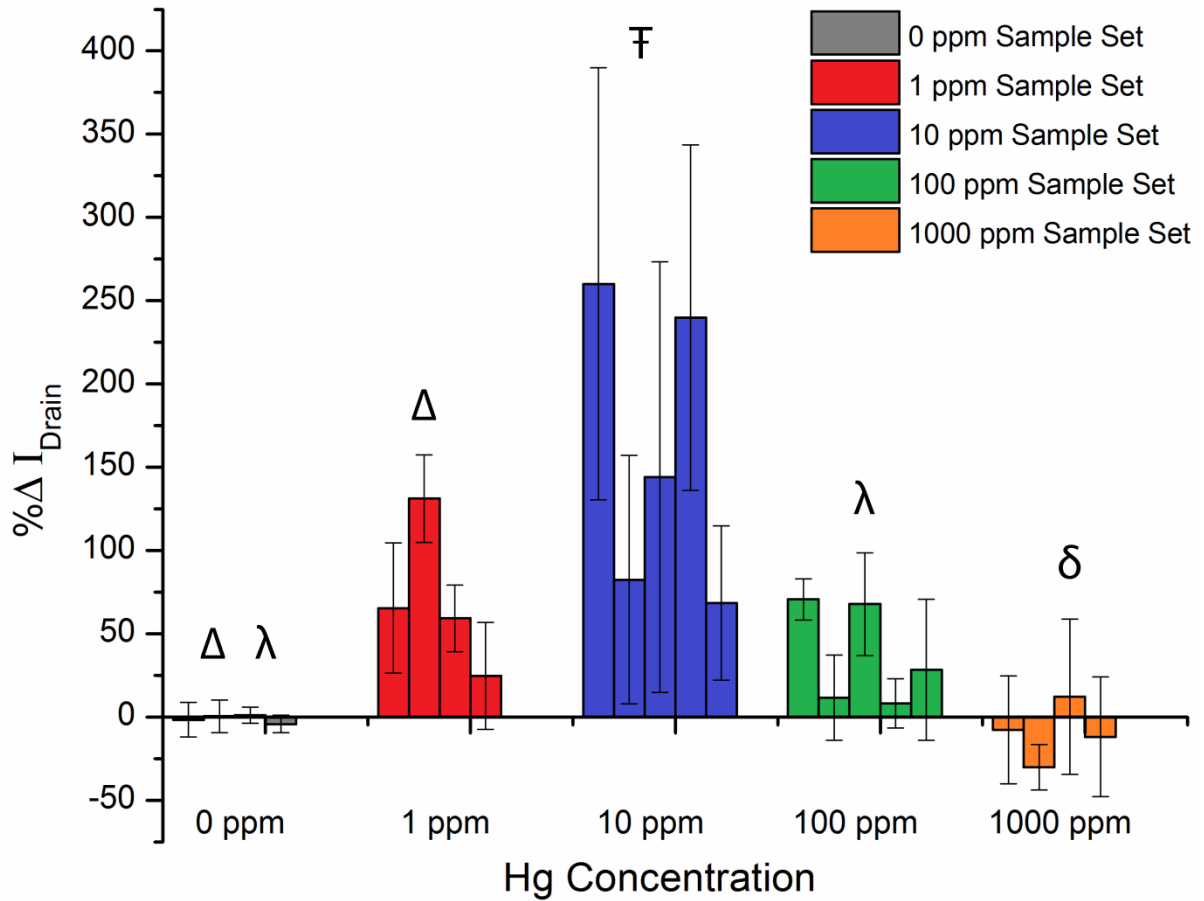 400
350
300
250
200
150
100
50
0
-50
%Δ I_Drain
Ŧ
Δ
Δ λ
λ
δ
0 ppm Sample Set
1 ppm Sample Set
10 ppm Sample Set
100 ppm Sample Set
1000 ppm Sample Set
0 ppm 1 ppm 10 ppm 100 ppm 1000 ppm
Hg Concentration